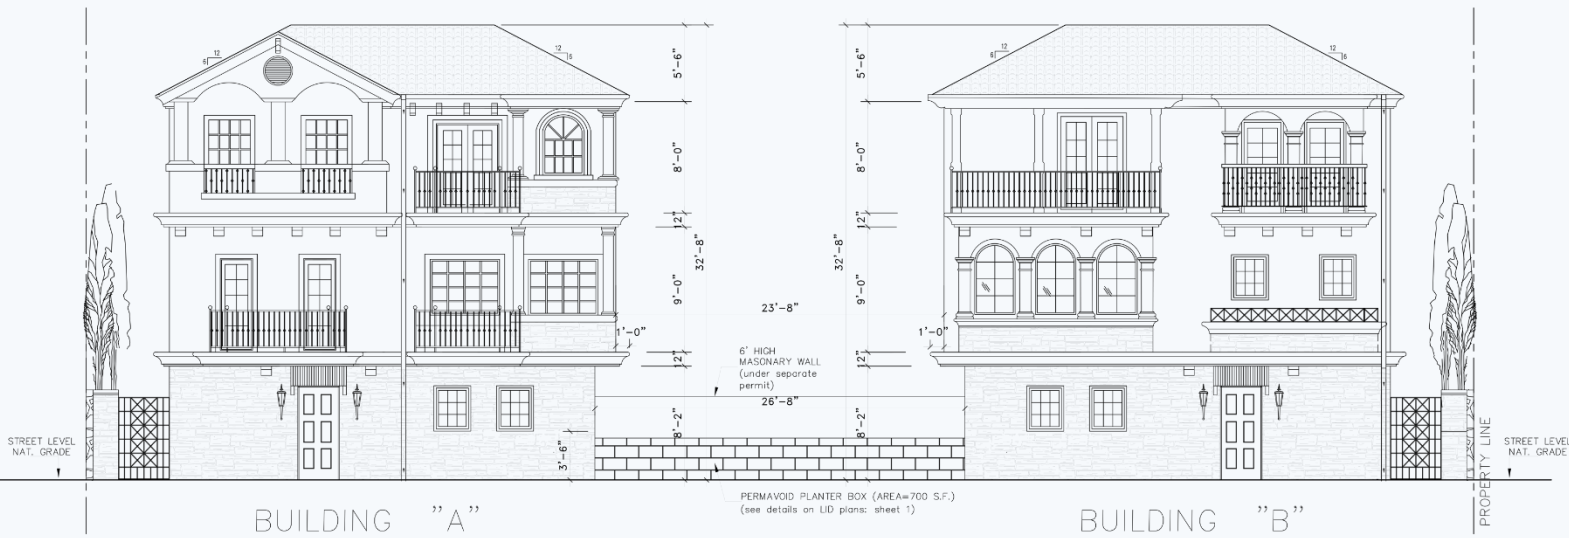 12
6
12
5
5'-6"
8'-0"
12"
9'-0"
12"
8'-2"
32'-8"
1'-0"
3'-6"
23'-8"
6' HIGH
MASONARY WALL
(under separate
permit)
26'-8"
PERMAVOID PLANTER BOX (AREA=700 S.F.)
(see details on LID plans: sheet 1)
32'-8"
5'-6"
8'-0"
12"
9'-0"
12"
8'-2"
1'-0"
12
6
12
6
STREET LEVEL
NAT. GRADE
STREET LEVEL
NAT. GRADE
PROPERTY LINE
BUILDING "A"
BUILDING "B"